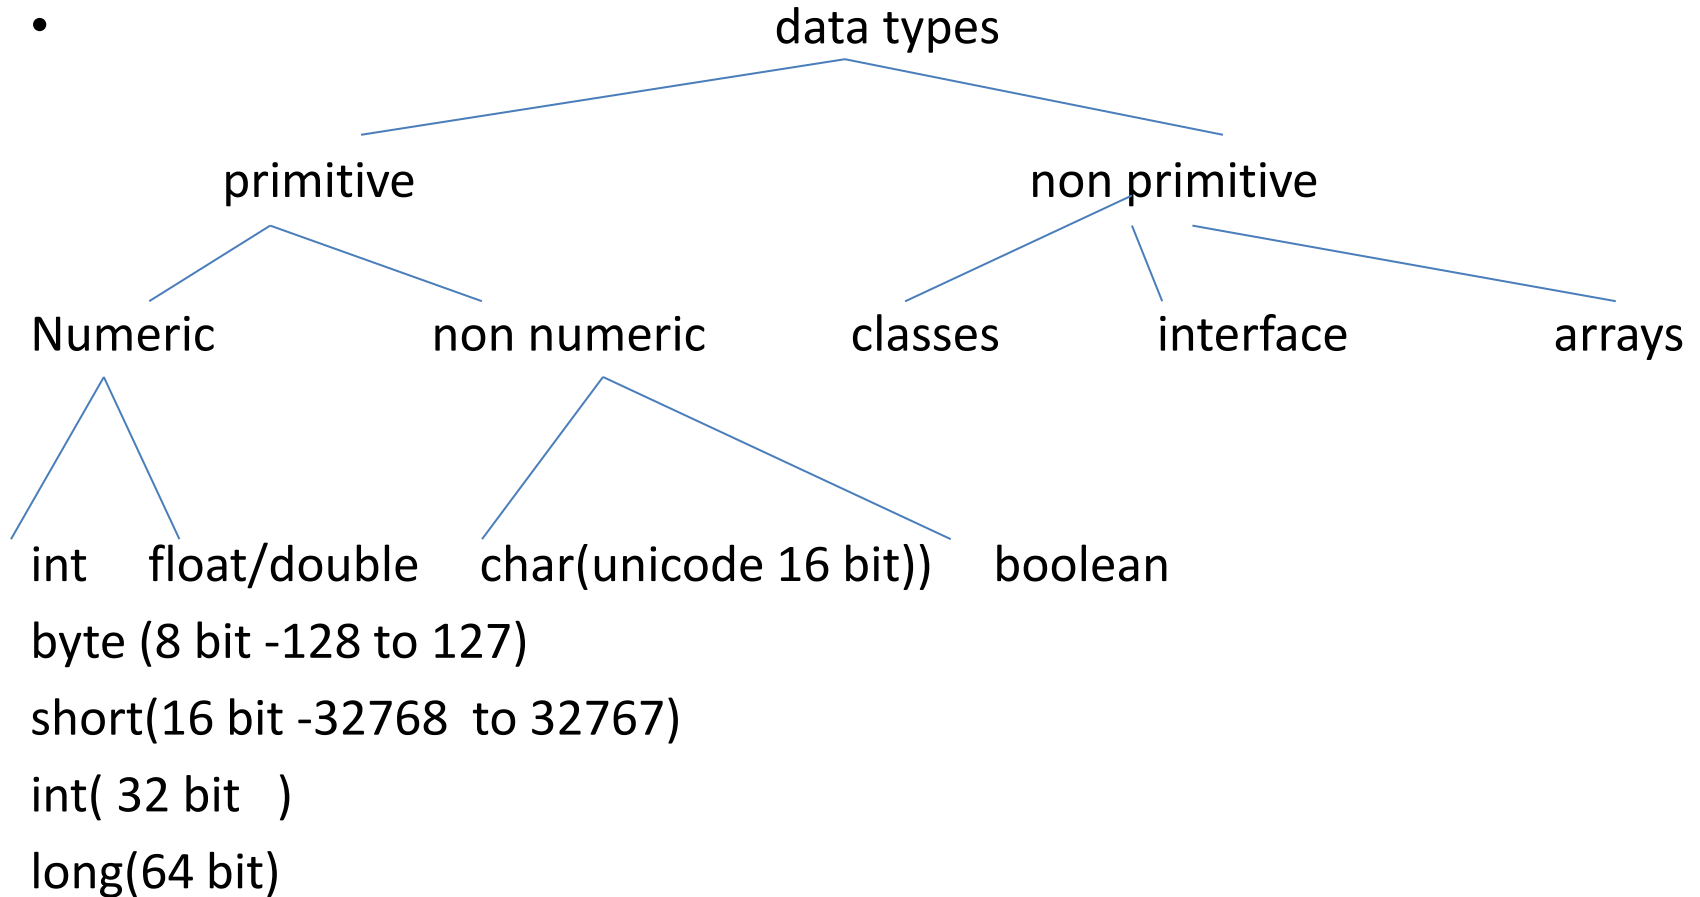 • data types
primitive non primitive
Numeric non numeric classes interface arrays
int float/double char(unicode 16 bit)) boolean
byte (8 bit -128 to 127)
short(16 bit -32768  to 32767)
int( 32 bit   )
long(64 bit)